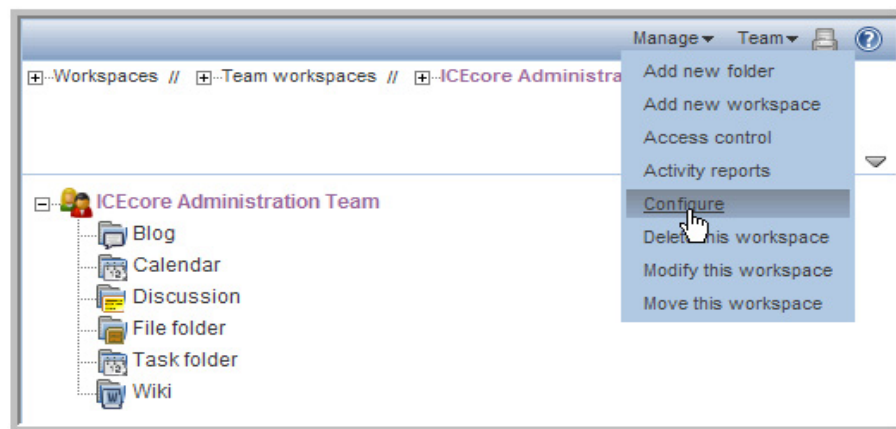 Manage Team
Workspaces // Team workspaces // ICEcore Administra
Add new folder
Add new workspace
Access control
Activity reports
Configure
Delete this workspace
Modify this workspace
Move this workspace
ICEcore Administration Team
Blog
Calendar
Discussion
File folder
Task folder
Wiki